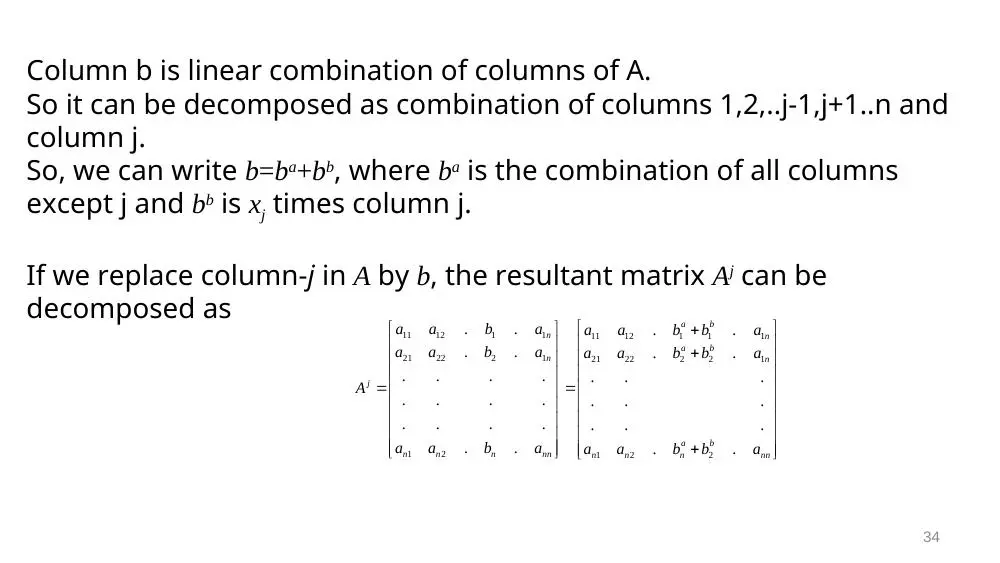 Column b is linear combination of columns of A.
So it can be decomposed as combination of columns 1,2,..j-1,j+1..n and
column j.
So, we can write b=bᵃ+bᵇ, where bᵃ is the combination of all columns
except j and bᵇ is xⱼ times column j.
If we replace column-j in A by b, the resultant matrix Aʲ can be
decomposed as
a₁₁ a₁₂ . b₁ . a₁ₙ a₁₁ a₁₂ . b₁ᵃ+b₁ᵇ . a₁ₙ
a₂₁ a₂₂ . b₂ . a₁ₙ a₂₁ a₂₂ . b₂ᵃ+b₂ᵇ . a₁ₙ
. . . . . . .
Aʲ = . . . . = . . .
. . . . . . .
aₙ₁ aₙ₂ . bₙ . aₙₙ aₙ₁ aₙ₂ . bₙᵃ+b₂ᵇ . aₙₙ
34